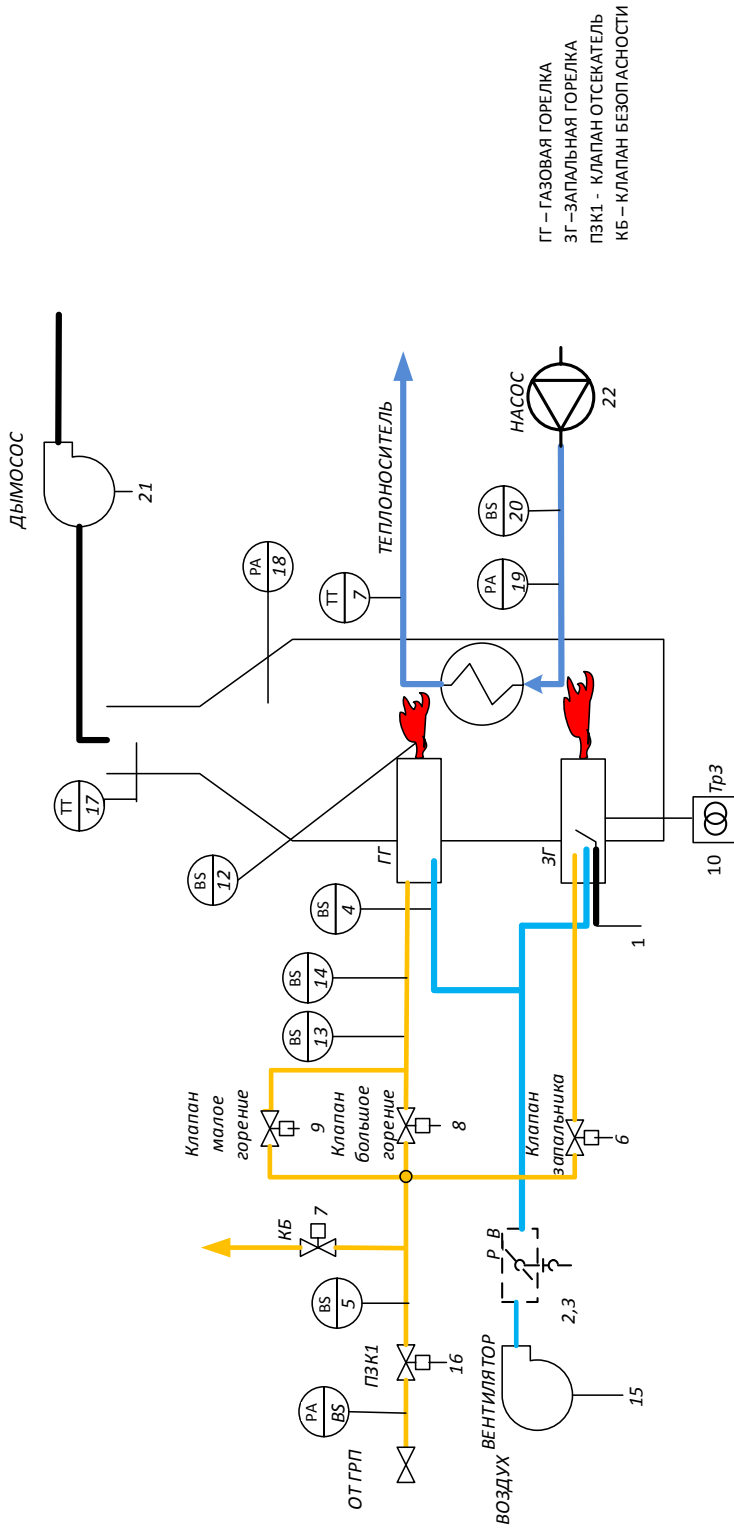 ДЫМОСОС
21
TT
17
PA
18
BS
12
TT
7
ТЕПЛОНОСИТЕЛЬ
НАСОС
22
BS
20
PA
19
ГГ – ГАЗОВАЯ ГОРЕЛКА
ЗГ –ЗАПАЛЬНАЯ ГОРЕЛКА
ПЗК1 - КЛАПАН ОТСЕКАТЕЛЬ
КБ – КЛАПАН БЕЗОПАСНОСТИ
ОТ ГРП
PA
BS
ПЗК1
16
BS
5
КБ
7
Клапан
малое
горение
9
Клапан
большое
горение
8
BS
13
BS
14
BS
4
ГГ
ЗГ
Клапан
запальника
6
1
10
Тр3
ВОЗДУХ
ВЕНТИЛЯТОР
15
Р В
2,3